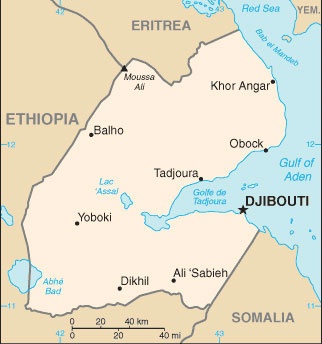 42
43
Red Sea
YEM.
ERITREA
Bab el Mandeb
Moussa
Ali
Khor Angar
ETHIOPIA
Balho
12
Obock
12
Tadjoura
Gulf of
Aden
Lac
'Assal
Golfe de
Tadjoura
DJIBOUTI
Yoboki
Abhé
Bad
Dikhil
Ali 'Sabieh
11
11
0 20 40 km
0 20 40 mi
SOMALIA
42
43